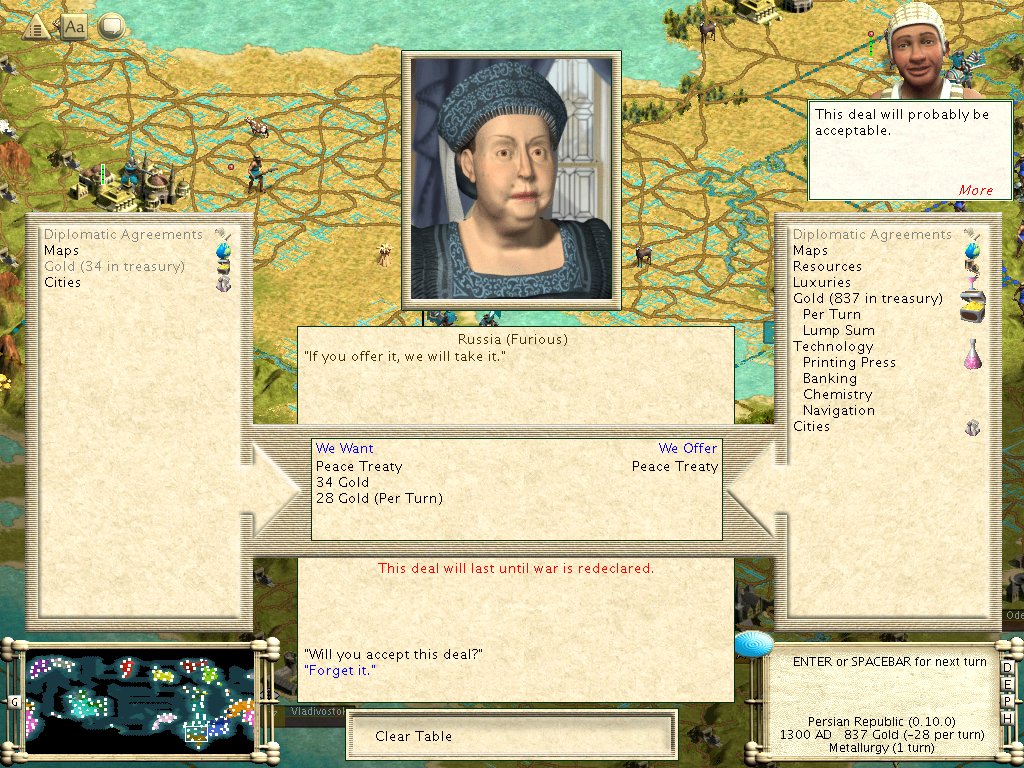 Aa
This deal will probably be
acceptable.
More
Diplomatic Agreements
Maps
Gold (34 in treasury)
Cities
Diplomatic Agreements
Maps
Resources
Luxuries
Gold (837 in treasury)
Per Turn
Lump Sum
Technology
Printing Press
Banking
Chemistry
Navigation
Cities
Russia (Furious)
"If you offer it, we will take it."
We Want
We Offer
Peace Treaty
Peace Treaty
34 Gold
28 Gold (Per Turn)
This deal will last until war is redeclared.
"Will you accept this deal?"
"Forget it."
Clear Table
G
Vladivostok
ENTER or SPACEBAR for next turn
Persian Republic (0.10.0)
1300 AD 837 Gold (-28 per turn)
Metallurgy (1 turn)
D
E
P
H